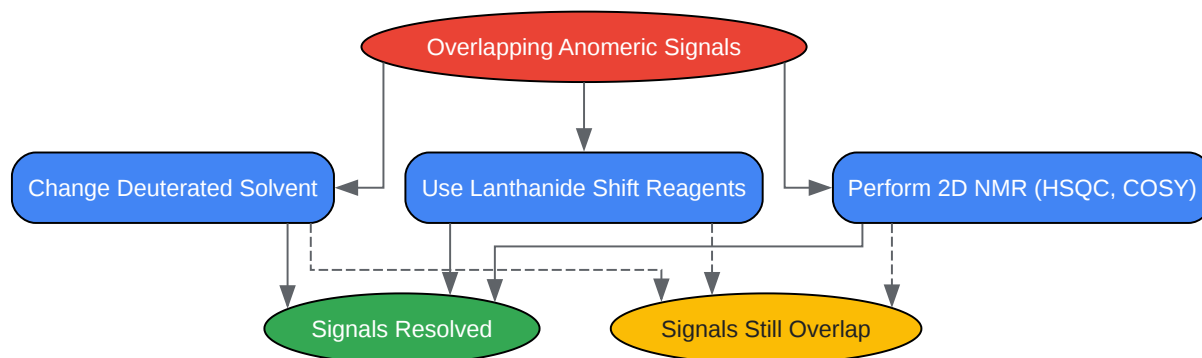 Overlapping Anomeric Signals
Change Deuterated Solvent
Use Lanthanide Shift Reagents
Perform 2D NMR (HSQC, COSY)
Signals Resolved
Signals Still Overlap